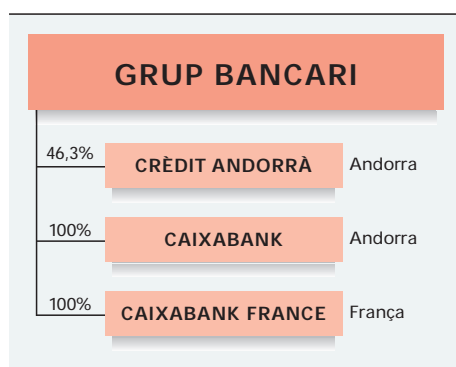 GRUP BANCARI
46,3% CRÈDIT ANDORRÀ Andorra
100% CAIXABANK Andorra
100% CAIXABANK FRANCE França